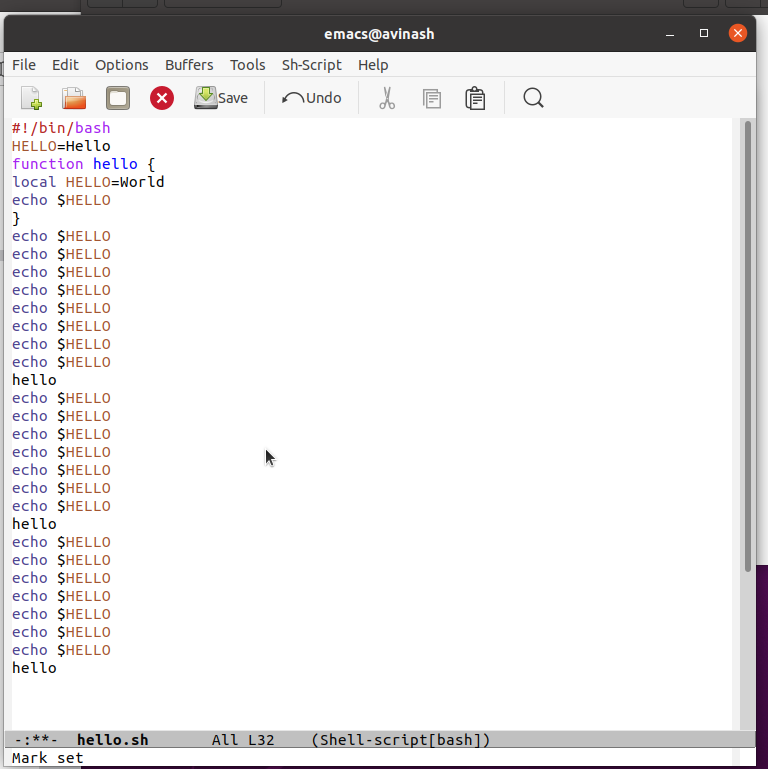 emacs@avinash
File Edit Options Buffers Tools Sh-Script Help
Save Undo
#!/bin/bash
HELLO=Hello
function hello {
local HELLO=World
echo $HELLO
}
echo $HELLO
echo $HELLO
echo $HELLO
echo $HELLO
echo $HELLO
echo $HELLO
echo $HELLO
echo $HELLO
hello
echo $HELLO
echo $HELLO
echo $HELLO
echo $HELLO
echo $HELLO
echo $HELLO
echo $HELLO
hello
echo $HELLO
echo $HELLO
echo $HELLO
echo $HELLO
echo $HELLO
echo $HELLO
echo $HELLO
hello
-:**- hello.sh All L32 (Shell-script[bash])
Mark set